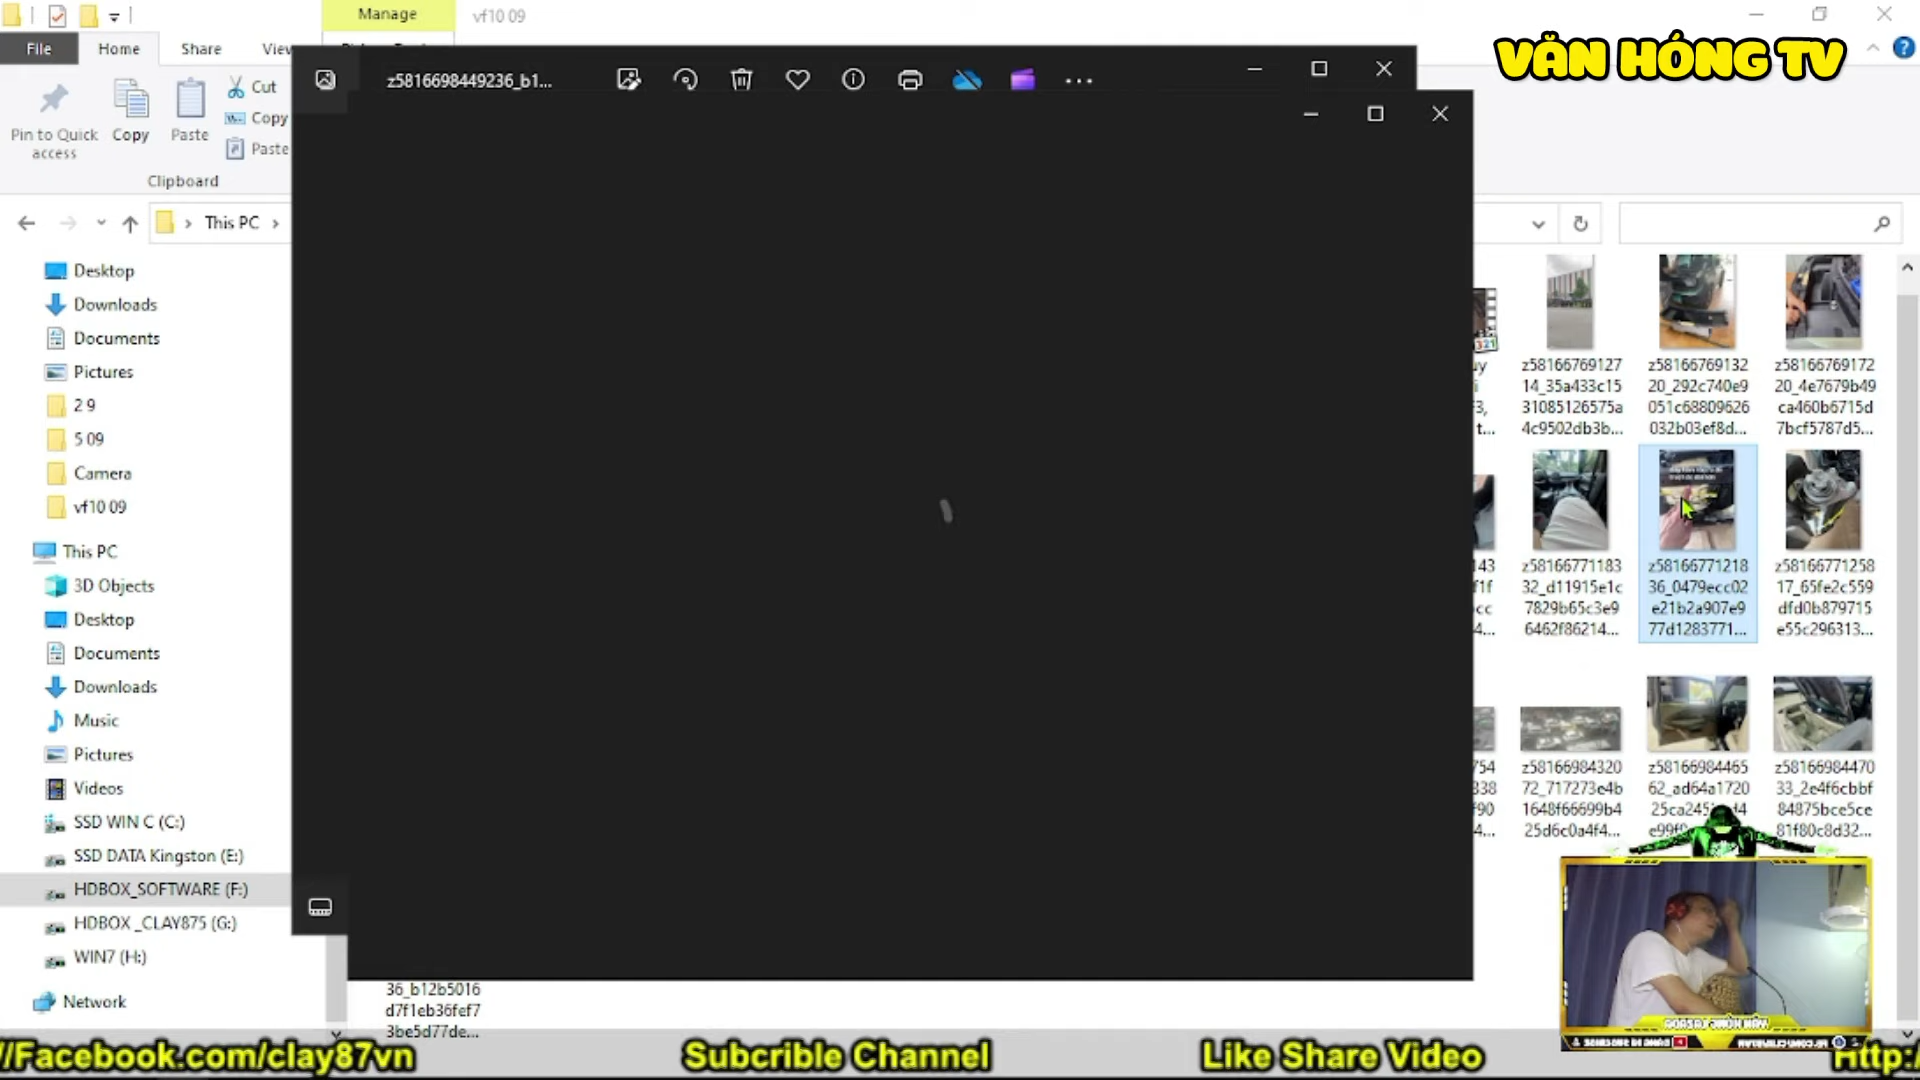 Manage
vf10 09
VĂN HÓNG TV
File
Home
Share
View
z5816698449236_b1...
Pin to Quick access
Copy
Paste
Cut
Copy
Paste
Clipboard
This PC
Desktop
Downloads
Documents
Pictures
2 9
5 09
Camera
vf10 09
This PC
3D Objects
Desktop
Documents
Downloads
Music
Pictures
Videos
SSD WIN C (C:)
SSD DATA Kingston (E:)
HDBOX_SOFTWARE (F:)
HDBOX _CLAY875 (G:)
WIN7 (H:)
Network
z58166769127
14_35a433c15
31085126575a
4c9502db3b...
z58166769132
20_292c740e9
051c68809626
032b03ef8d...
z58166769172
20_4e7679b49
ca460b6715d
7bcf5787d5...
z58166771183
32_d11915e1c
7829b65c3e9
6462f86214...
z58166771218
36_0479ecc02
e21b2a907e9
77d1283771...
z58166771258
17_65fe2c559
dfd0b879715
e55c296313...
z58166984320
72_717273e4b
1648f66699b4
25d6c0a4f4...
z58166984465
62_ad64a1720
z58166984470
33_2e4f6cbbf
84875bce5ce
81f80c8d32...
36_b12b5016
d7f1eb36fef7
3be5d77de...
//Facebook.com/clay87vn
Subcrible Channel
Like Share Video
Http:/